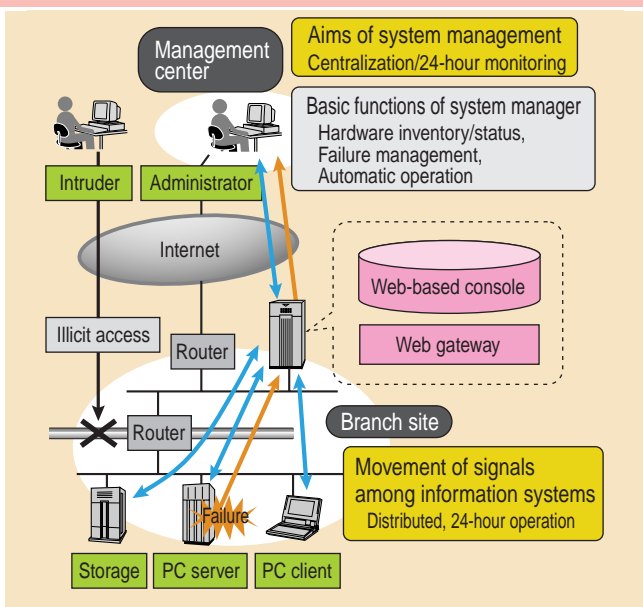 Management
center
Aims of system management
Centralization/24-hour monitoring
Basic functions of system manager
Hardware inventory/status,
Failure management,
Automatic operation
Intruder
Administrator
Internet
Web-based console
Web gateway
Illicit access
Router
Router
Branch site
Movement of signals
among information systems
Distributed, 24-hour operation
Failure
Storage
PC server
PC client